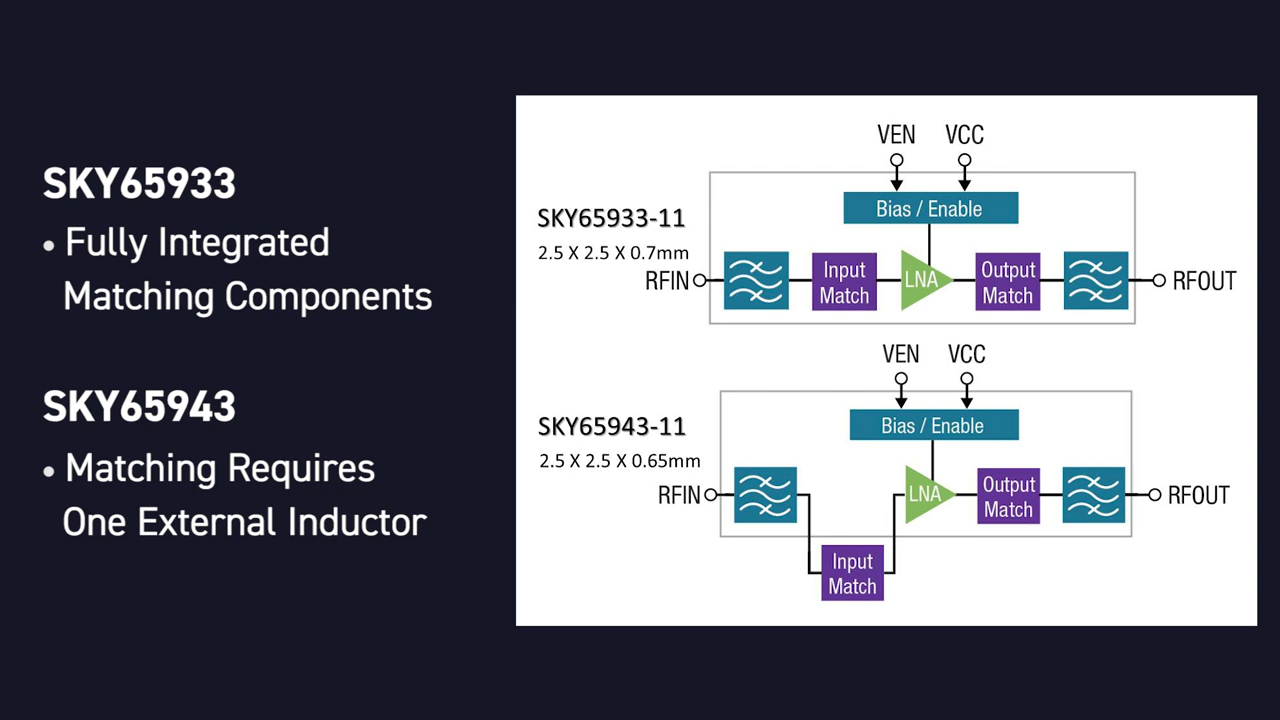 SKY65933
• Fully Integrated
Matching Components
SKY65943
• Matching Requires
One External Inductor
VEN VCC
Bias / Enable
SKY65933-11
2.5 X 2.5 X 0.7mm
RFIN
Input
Match
LNA
Output
Match
RFOUT
VEN VCC
Bias / Enable
SKY65943-11
2.5 X 2.5 X 0.65mm
RFIN
LNA
Output
Match
RFOUT
Input
Match